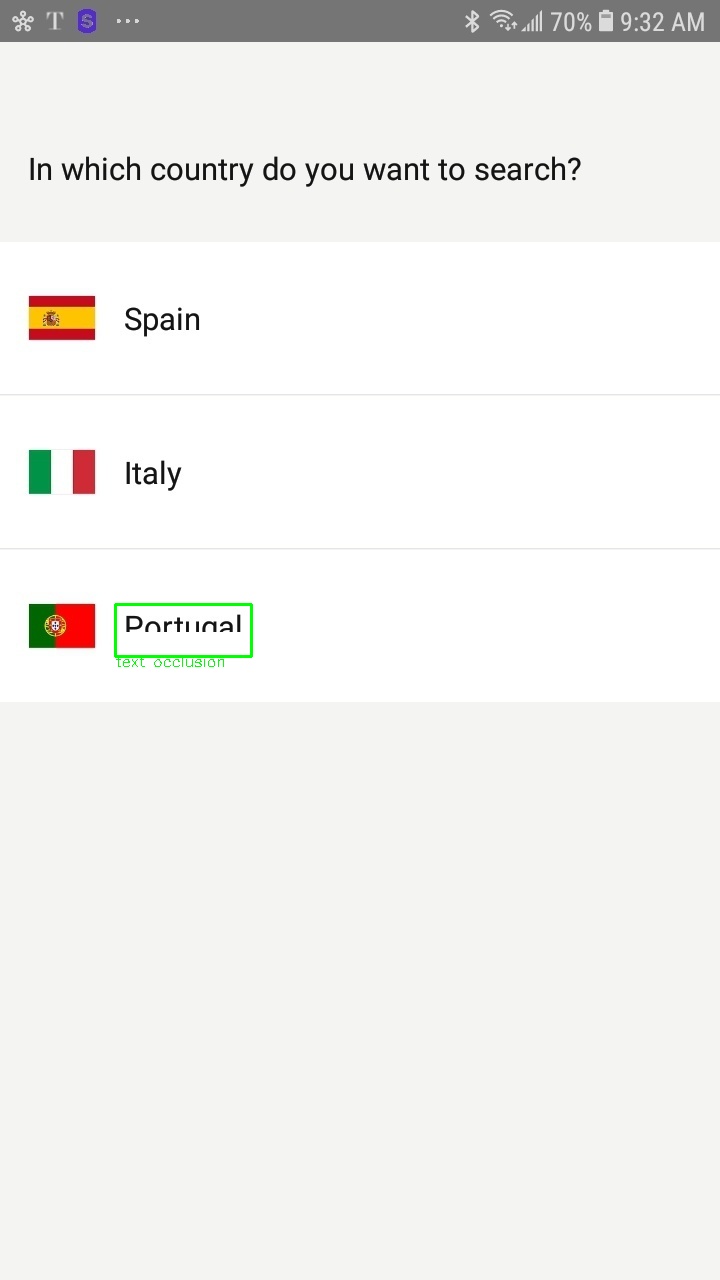 T S ...
70% 9:32 AM
In which country do you want to search?
Spain
Italy
Portugal
text occlusion